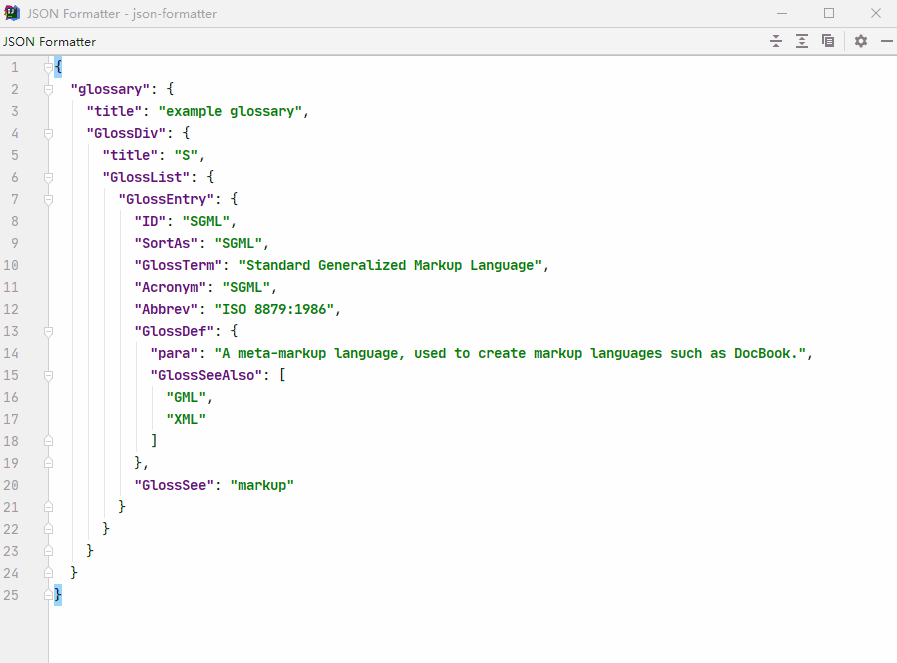 JSON Formatter - json-formatter
JSON Formatter
1 {
2   "glossary": {
3     "title": "example glossary",
4     "GlossDiv": {
5       "title": "S",
6       "GlossList": {
7         "GlossEntry": {
8           "ID": "SGML",
9           "SortAs": "SGML",
10           "GlossTerm": "Standard Generalized Markup Language",
11           "Acronym": "SGML",
12           "Abbrev": "ISO 8879:1986",
13           "GlossDef": {
14             "para": "A meta-markup language, used to create markup languages such as DocBook.",
15             "GlossSeeAlso": [
16               "GML",
17               "XML"
18             ]
19           },
20           "GlossSee": "markup"
21         }
22       }
23     }
24   }
25 }